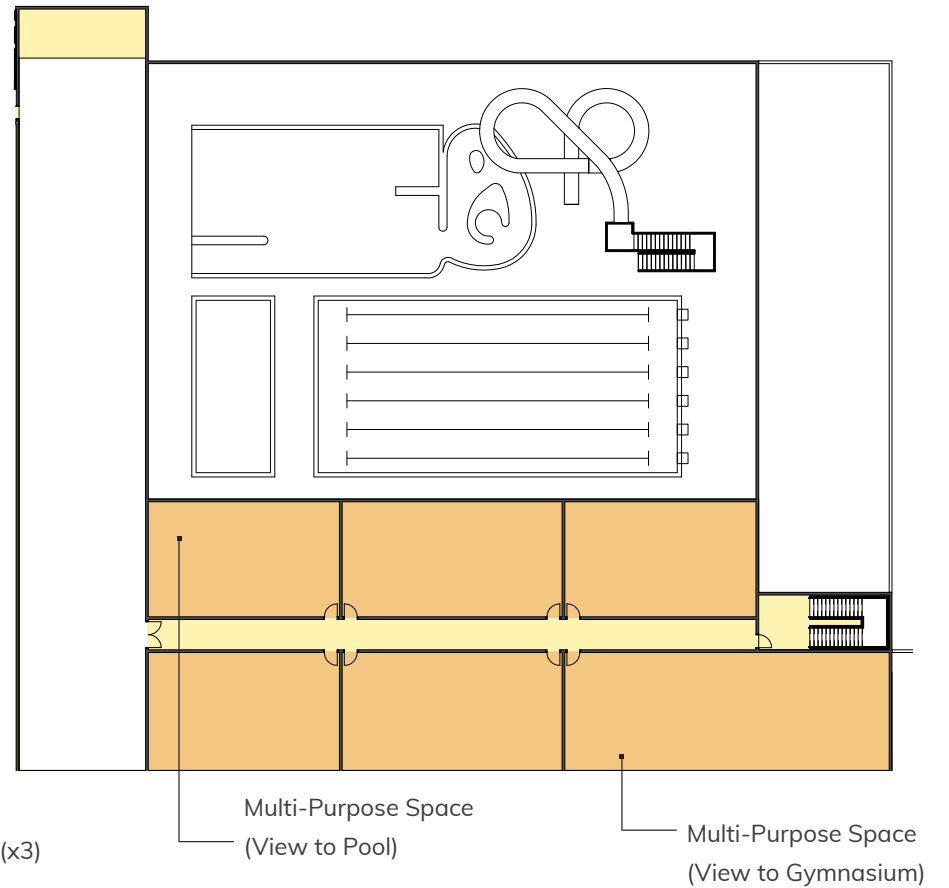 Multi-Purpose Space
(View to Pool)
(x3)
Multi-Purpose Space
(View to Gymnasium)